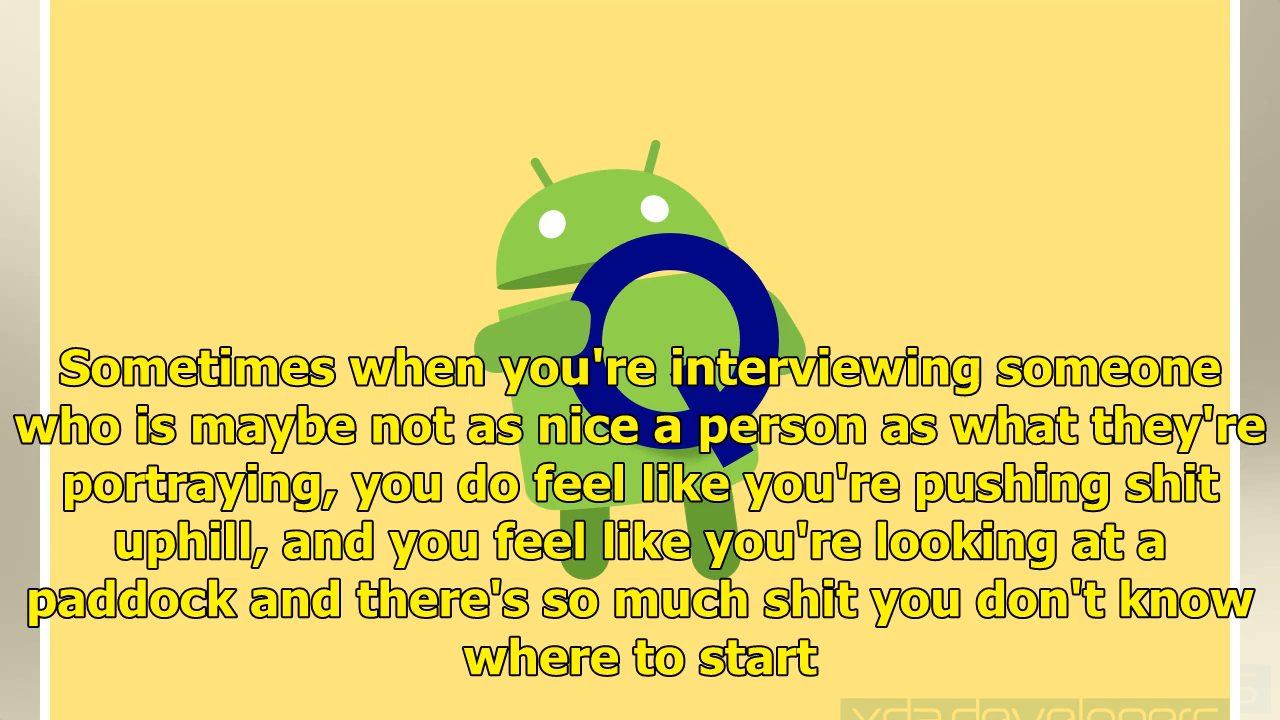 Q
Sometimes when you're interviewing someone
who is maybe not as nice a person as what they're
portraying, you do feel like you're pushing shit
uphill, and you feel like you're looking at a
paddock and there's so much shit you don't know
where to start
xda developers